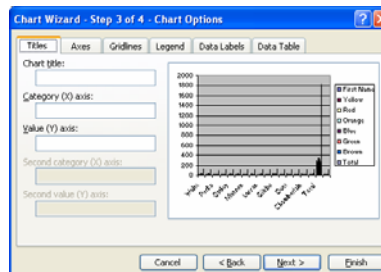 Chart Wizard - Step 3 of 4 - Chart Options
Titles Axes Gridlines Legend Data Labels Data Table
Chart title:
Category (X) axis:
Value (Y) axis:
Second category (X) axis:
Second value (Y) axis:
2000
1800
1600
1400
1200
1000
800
600
400
200
0
Total
First Name
Yellow
Red
Orange
Blue
Green
Brown
Total
Cancel < Back Next > Finish